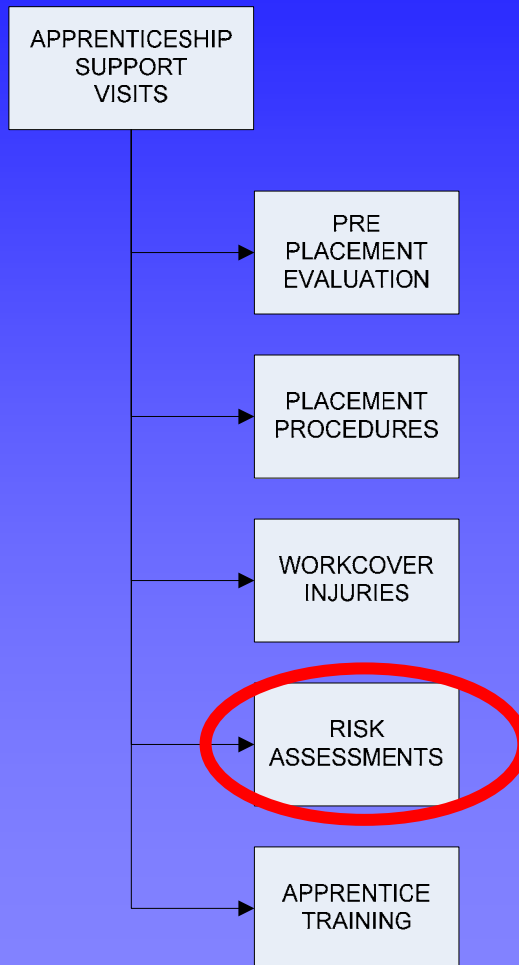 APPRENTICESHIP
SUPPORT
VISITS
PRE
PLACEMENT
EVALUATION
PLACEMENT
PROCEDURES
WORKCOVER
INJURIES
RISK
ASSESSMENTS
APPRENTICE
TRAINING